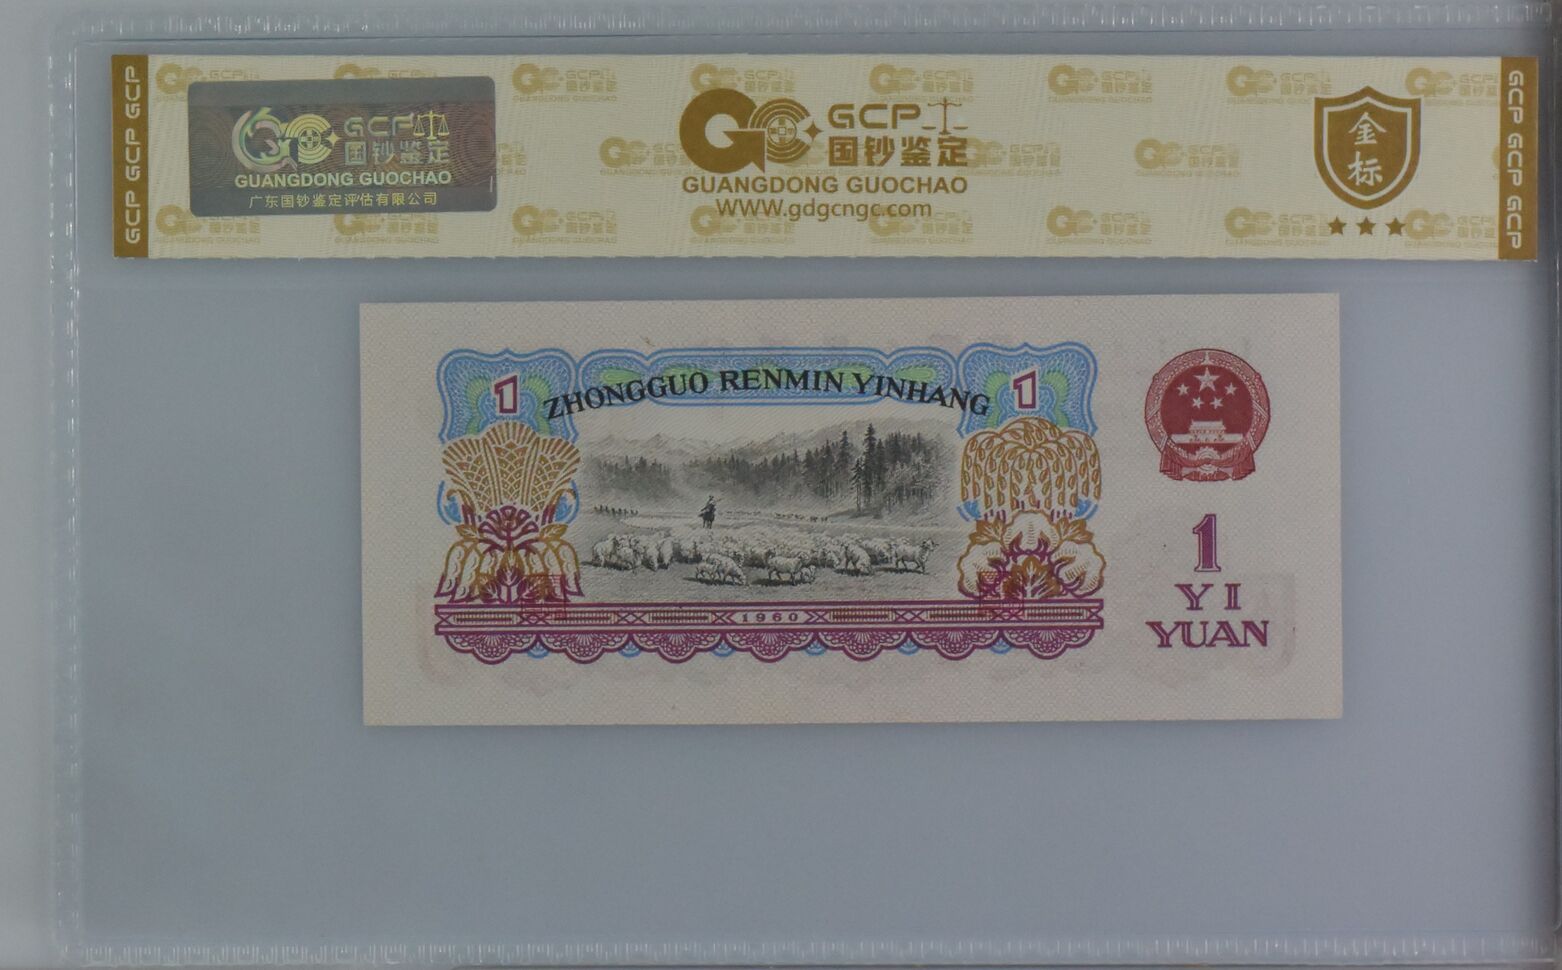 GCP GCP GCP
GCP
国钞鉴定
GUANGDONG GUOCHAO
广东国钞鉴定评估有限公司
GCP
国钞鉴定
GUANGDONG GUOCHAO
WWW.gdgcngc.com
金
标
GCP GCP GCP
1
ZHONGGUO RENMIN YINHANG
1
1960
1
YI
YUAN